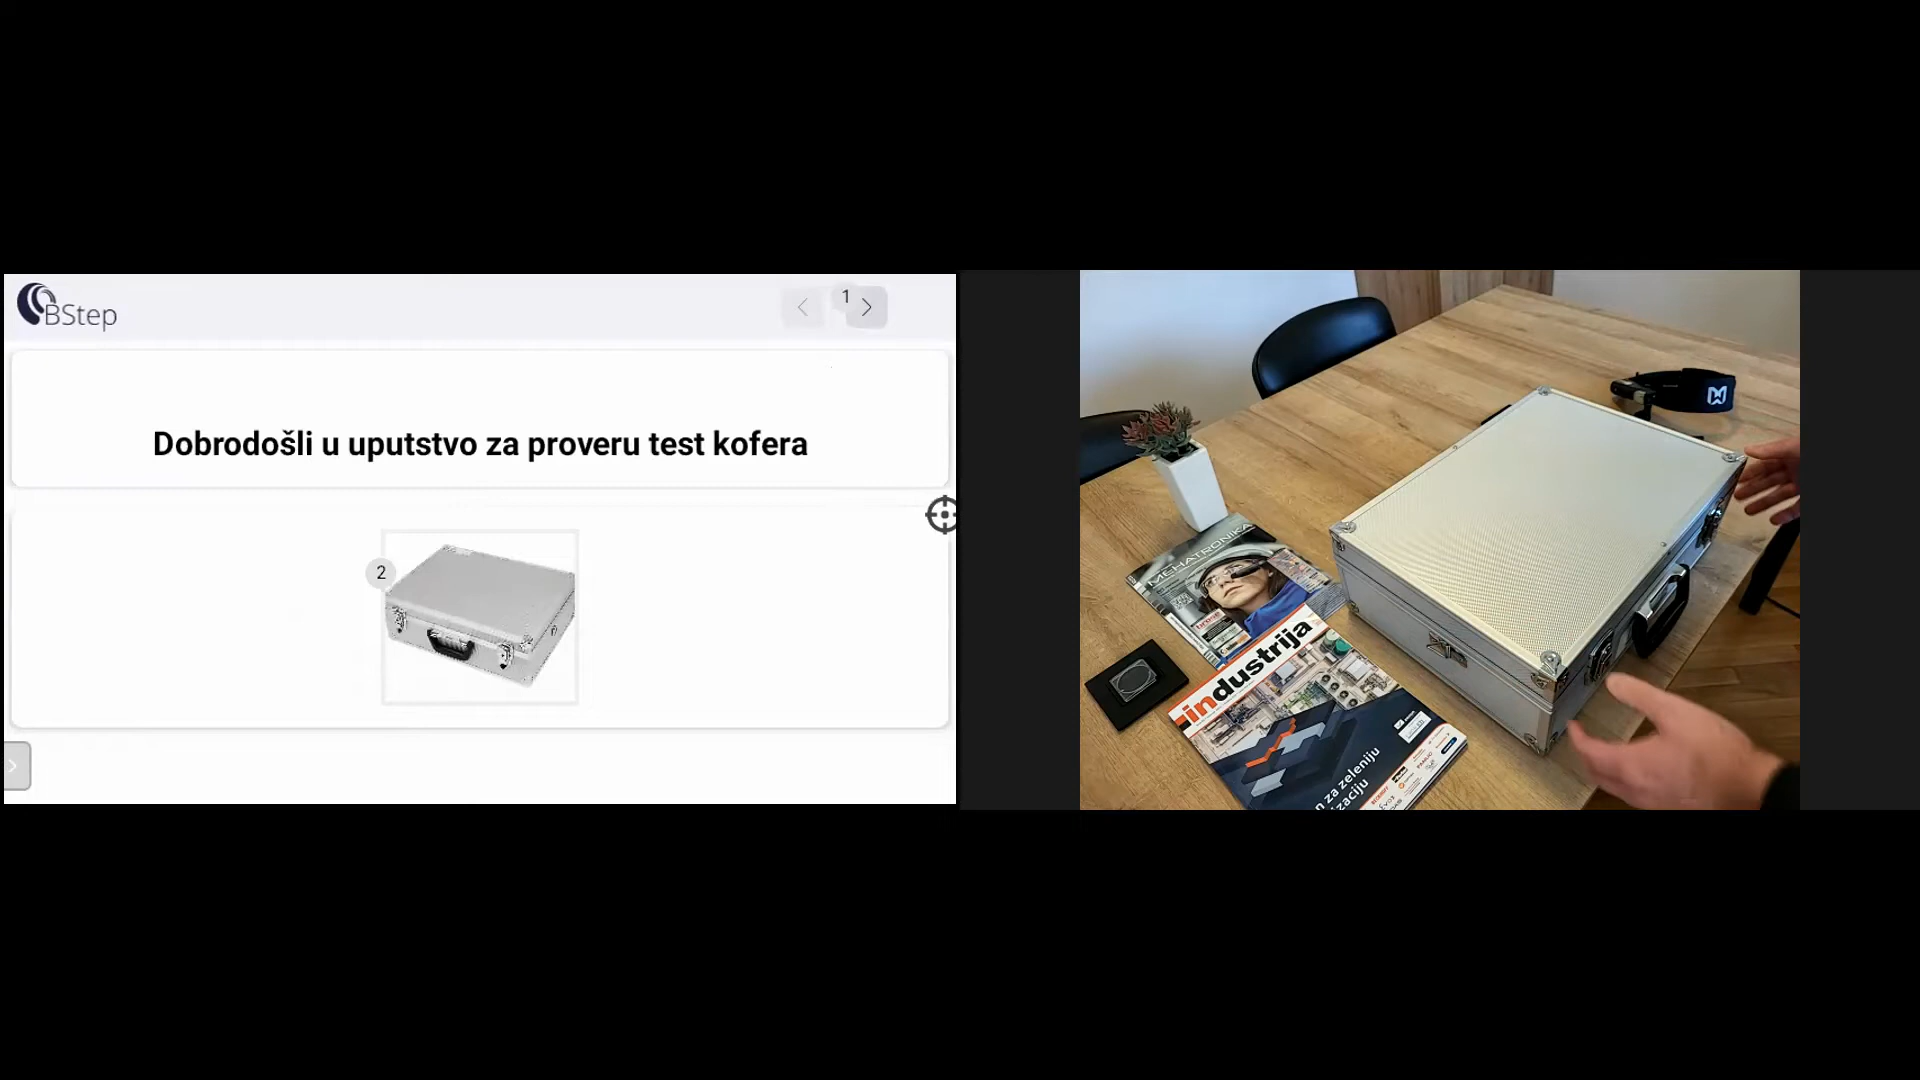 BStep
1
Dobrodošli u uputstvo za proveru test kofera
2
MEHATRONIKA
industrija
n za zeleniju
zaciju